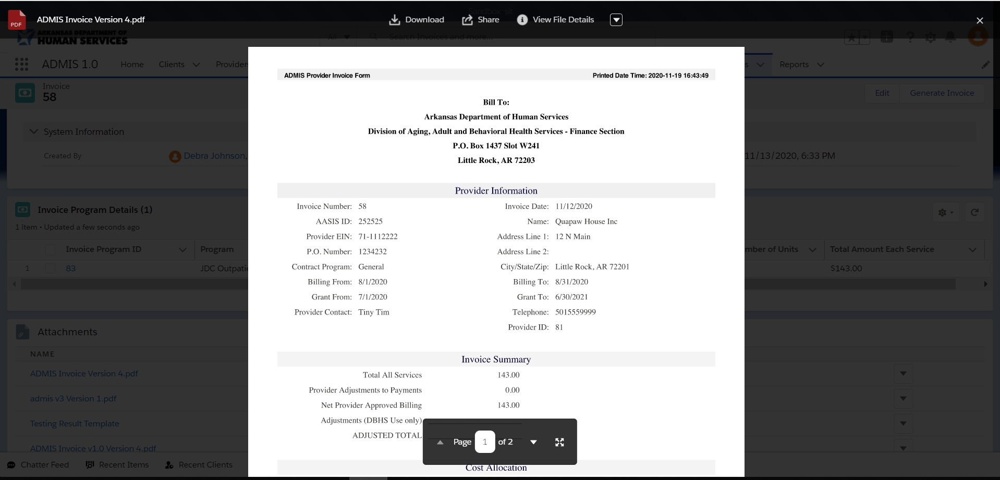 Sandbox sit
PDF
ADMIS Invoice Version 4.pdf
Download
Share
View File Details
ARKANSAS DEPARTMENT OF
HUMAN SERVICES
All
Search Invoices and more...
ADMIS 1.0
Home
Clients
Providers
s
Reports
Invoice
58
Edit
Generate Invoice
System Information
Created By
Debra Johnson,
11/13/2020, 6:33 PM
Invoice Program Details (1)
1 item • Updated a few seconds ago
Invoice Program ID
Program
mber of Units
Total Amount Each Service
1
83
JDC Outpatie
$143.00
Attachments
NAME
ADMIS Invoice Version 4.pdf
admis v3 Version 1.pdf
Testing Result Template
ADMIS Invoice v1.0 Version 4.pdf
Chatter Feed
Recent Items
Recent Clients
ADMIS Provider Invoice Form
Printed Date Time: 2020-11-19 16:43:49
Bill To:
Arkansas Department of Human Services
Division of Aging, Adult and Behavioral Health Services - Finance Section
P.O. Box 1437 Slot W241
Little Rock, AR 72203
Provider Information
Invoice Number: 58 Invoice Date: 11/12/2020
AASIS ID: 252525 Name: Quapaw House Inc
Provider EIN: 71-1112222 Address Line 1: 12 N Main
P.O. Number: 1234232 Address Line 2:
Contract Program: General City/State/Zip: Little Rock, AR 72201
Billing From: 8/1/2020 Billing To: 8/31/2020
Grant From: 7/1/2020 Grant To: 6/30/2021
Provider Contact: Tiny Tim Telephone: 5015559999
Provider ID: 81
Invoice Summary
Total All Services 143.00
Provider Adjustments to Payments 0.00
Net Provider Approved Billing 143.00
Adjustments (DBHS Use only)
ADJUSTED TOTAL
Page 1 of 2
Cost Allocation